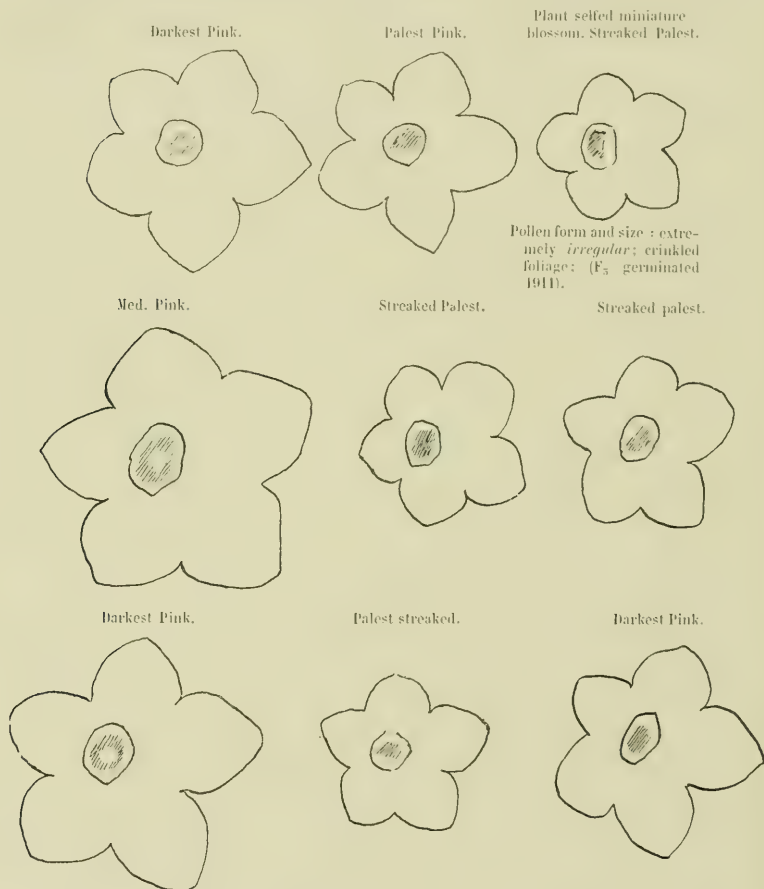 Darkest Pink.
Palest Pink.
Plant selfed miniature
blossom. Streaked Palest.
Pollen form and size : extre-
mely irregular; crinkled
foliage; (F₃ germinated
1911).
Med. Pink.
Streaked Palest.
Streaked palest.
Darkest Pink.
Palest streaked.
Darkest Pink.